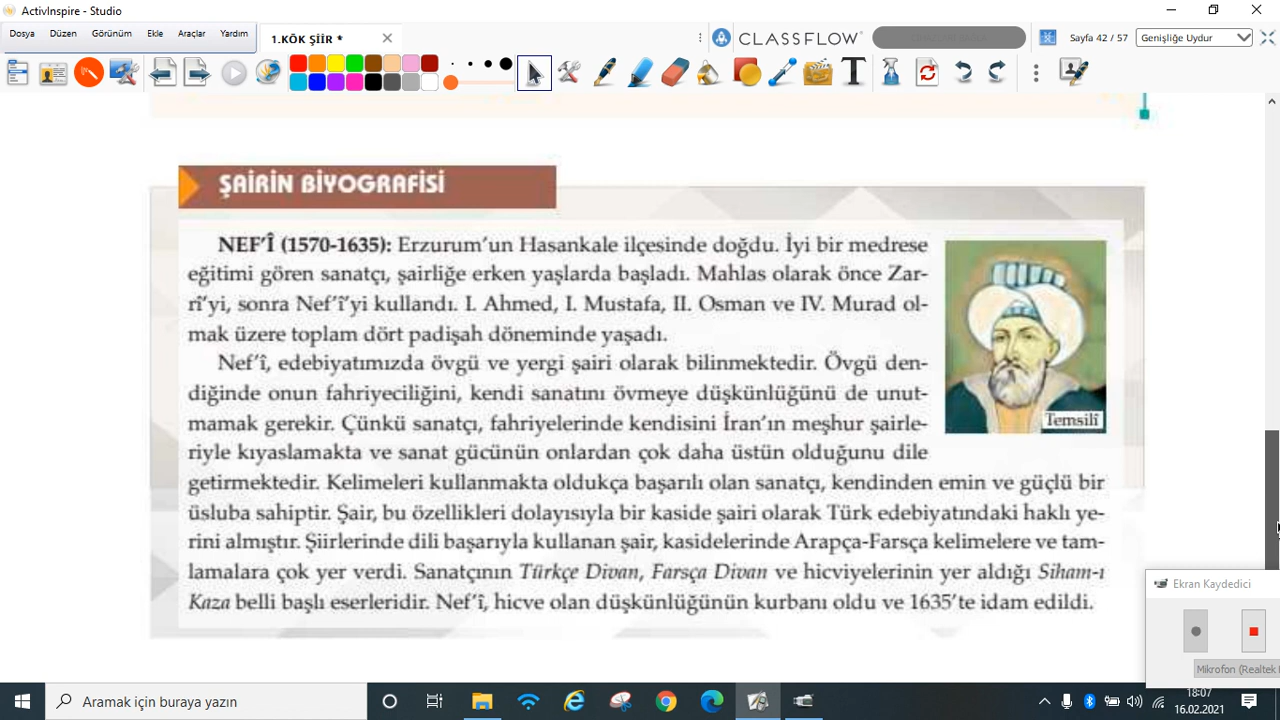 ActivInspire - Studio
Dosya Düzen Görünüm Ekle Araçlar Yardım
1.KÖK ŞİİR *
CLASSFLOW
Sayfa 42 / 57
Genişliğe Uydur
ŞAİRİN BİYOGRAFİSİ
NEF'Î (1570-1635): Erzurum'un Hasankale ilçesinde doğdu. İyi bir medrese
eğitimi gören sanatçı, şairliğe erken yaşlarda başladı. Mahlas olarak önce Zar-
rî'yi, sonra Nef'î'yi kullandı. I. Ahmed, I. Mustafa, II. Osman ve IV. Murad ol-
mak üzere toplam dört padişah döneminde yaşadı.
Nef'î, edebiyatımızda övgü ve yergi şairi olarak bilinmektedir. Övgü den-
diğinde onun fahriyeciliğini, kendi sanatını övmeye düşkünlüğünü de unut-
mamak gerekir. Çünkü sanatçı, fahriyelerinde kendisini İran'ın meşhur şairle-
riyle kıyaslamakta ve sanat gücünün onlardan çok daha üstün olduğunu dile
getirmektedir. Kelimeleri kullanmakta oldukça başarılı olan sanatçı, kendinden emin ve güçlü bir
üsluba sahiptir. Şair, bu özellikleri dolayısıyla bir kaside şairi olarak Türk edebiyatındaki haklı ye-
rini almıştır. Şiirlerinde dili başarıyla kullanan şair, kasidelerinde Arapça-Farsça kelimelere ve tam-
lamalara çok yer verdi. Sanatçının Türkçe Divan, Farsça Divan ve hicviyelerinin yer aldığı Siham-ı
Kaza belli başlı eserleridir. Nef'î, hicve olan düşkünlüğünün kurbanı oldu ve 1635'te idam edildi.
Temsilî
Ekran Kaydedici
Mikrofon (Realtek
Aramak için buraya yazın
18:07
16.02.2021